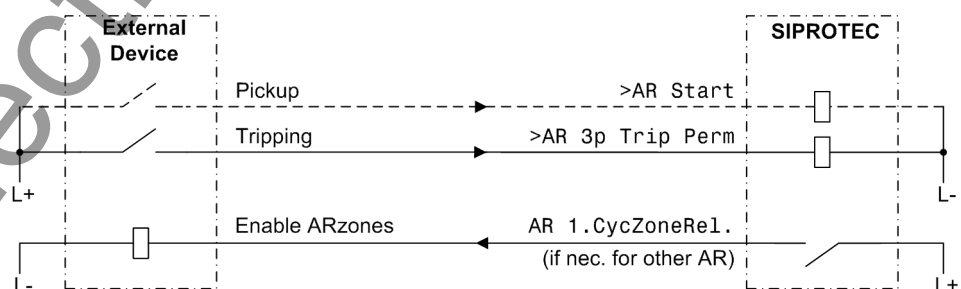 External
Device
SIPROTEC
Pickup
>AR Start
Tripping
>AR 3p Trip Perm
L+
L-
Enable ARzones
AR 1.CycZoneRel.
(if nec. for other AR)
L-
L+